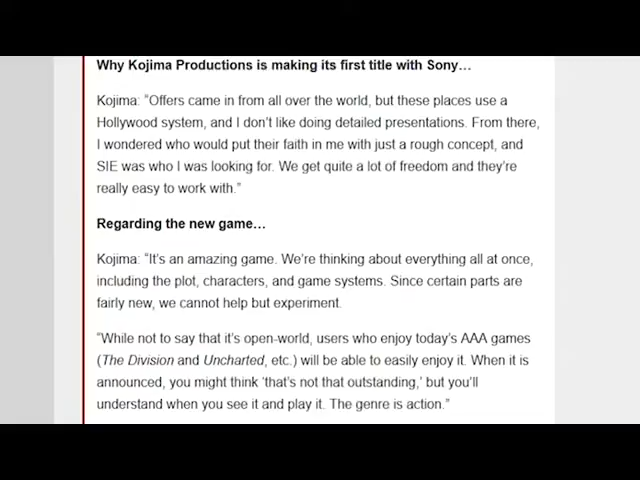 Why Kojima Productions is making its first title with Sony…
Kojima: “Offers came in from all over the world, but these places use a
Hollywood system, and I don’t like doing detailed presentations. From there,
I wondered who would put their faith in me with just a rough concept, and
SIE was who I was looking for. We get quite a lot of freedom and they’re
really easy to work with.”
Regarding the new game…
Kojima: “It’s an amazing game. We’re thinking about everything all at once,
including the plot, characters, and game systems. Since certain parts are
fairly new, we cannot help but experiment.
“While not to say that it’s open-world, users who enjoy today’s AAA games
(The Division and Uncharted, etc.) will be able to easily enjoy it. When it is
announced, you might think ‘that’s not that outstanding,’ but you’ll
understand when you see it and play it. The genre is action.”